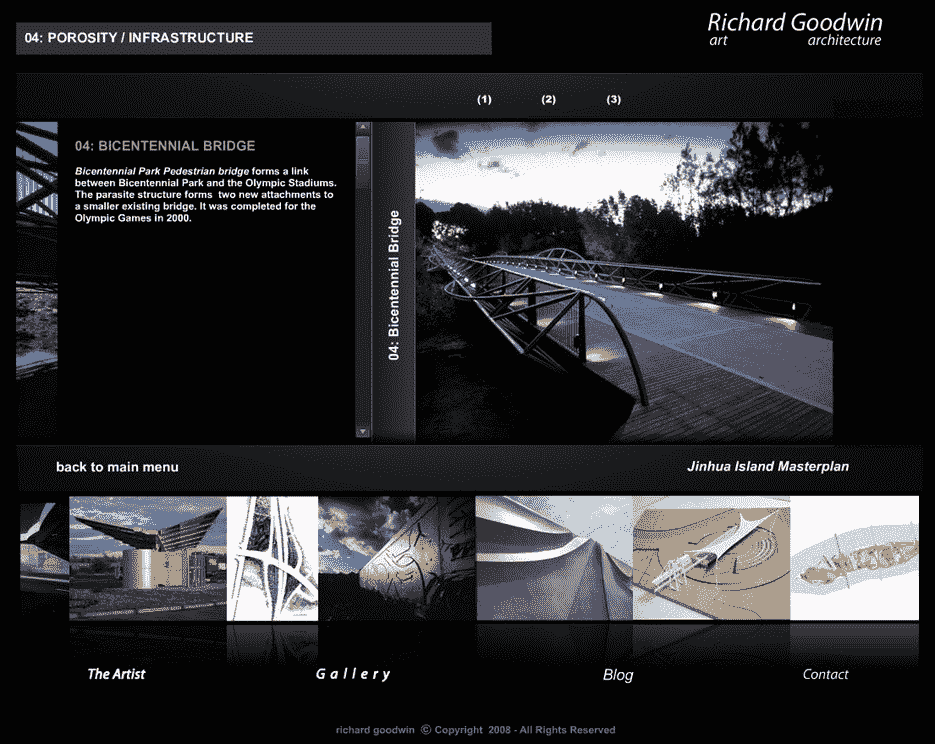 04: POROSITY / INFRASTRUCTURE
Richard Goodwin
art architecture
(1) (2) (3)
04: BICENTENNIAL BRIDGE
Bicentennial Park Pedestrian bridge forms a link
between Bicentennial Park and the Olympic Stadiums.
The parasite structure forms two new attachments to
a smaller existing bridge. It was completed for the
Olympic Games in 2000.
04: Bicentennial Bridge
back to main menu
Jinhua Island Masterplan
The Artist
Gallery
Blog
Contact
richard goodwin © Copyright 2008 - All Rights Reserved